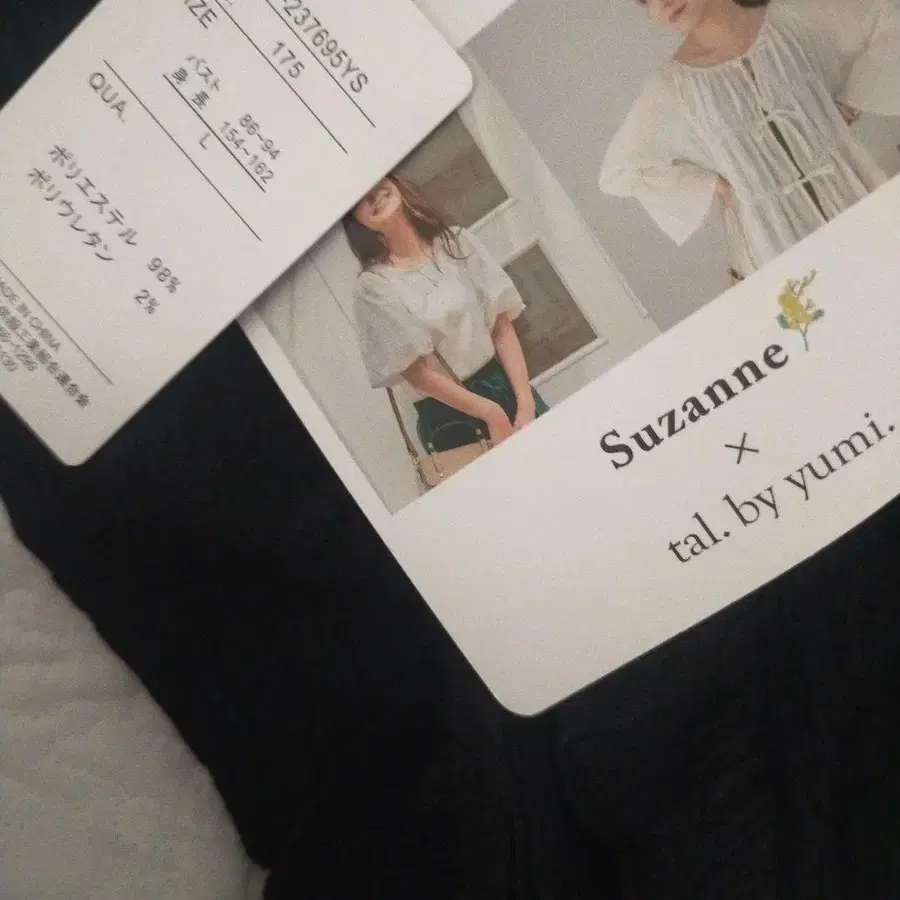 -237695YS
175
バスト 86~94
身長 154~162
L
QUA.
ポリエステル 98%
ポリウレタン 2%
Suzanne
×
tal. by yumi.